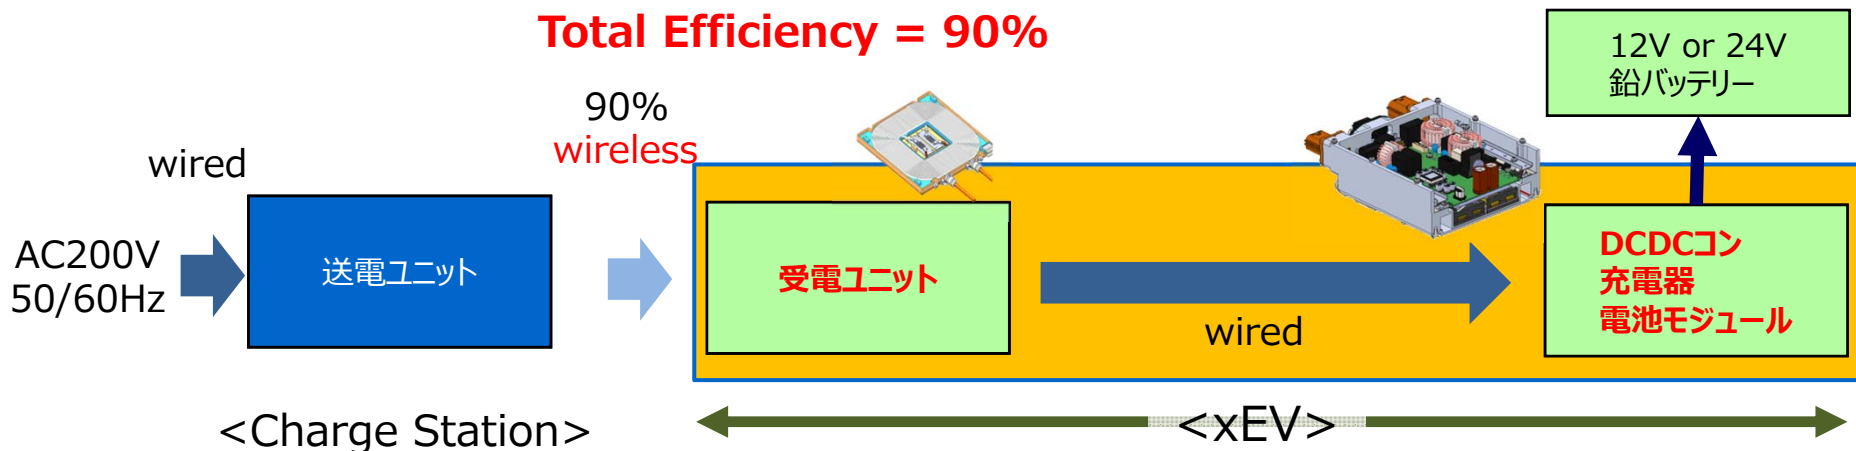 Total Efficiency = 90%
12V or 24V
鉛バッテリー
90%
wireless
wired
AC200V
50/60Hz
送電ユニット
受電ユニット
wired
DCDCコン
充電器
電池モジュール
<Charge Station>
<xEV>